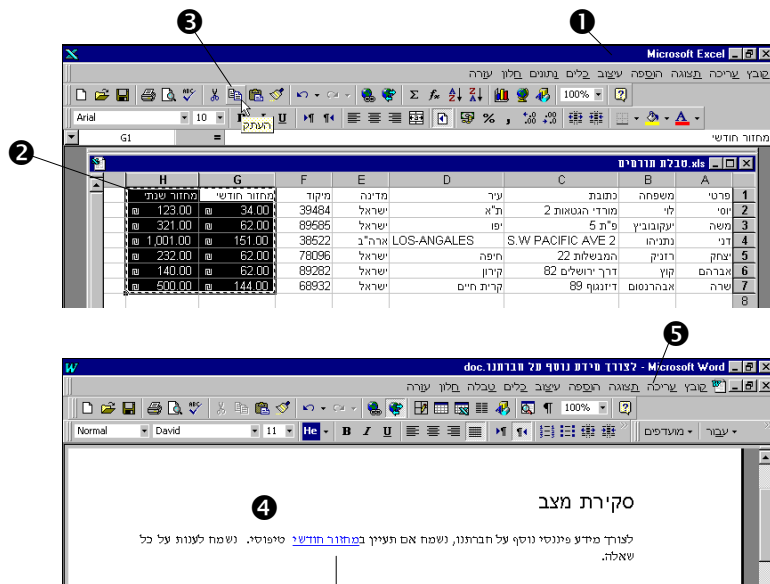 ❸ ❶
Microsoft Excel
קובץ עריכה תצוגה הוספה עיצוב כלים נתונים חלון עזרה
100%
Arial 10 B I U
העתק
G1 = מחזור חודשי
❷
טבלת תורמים.xls
A B C D E F G H
1 פרטי משפחה כתובת עיר מדינה מיקוד מחזור חודשי מחזור שנתי
2 יוסי לוי מורדי הגטאות 2 ת"א ישראל 39484 ₪ 34.00 ₪ 123.00
3 משה יעקובוביץ פ"ת 5 יפו ישראל 89585 ₪ 62.00 ₪ 321.00
4 דני נתניהו S.W PACIFIC AVE 2 LOS-ANGALES ארה"ב 38522 ₪ 151.00 ₪ 1,001.00
5 יצחק רזניק המבשלות 22 חיפה ישראל 78096 ₪ 62.00 ₪ 232.00
6 אברהם קוץ דרך ירושלים 82 קירון ישראל 89282 ₪ 62.00 ₪ 140.00
7 שרה אבהרנסום דיזנגוף 89 קרית חיים ישראל 68932 ₪ 144.00 ₪ 500.00
8
❺
Microsoft Word - לצורך מידע נוסף על חברתנו.doc
קובץ עריכה תצוגה הוספה עיצוב כלים טבלה חלון עזרה
100%
Normal David 11 He B I U מועדפים עבור
סקירת מצב
❹
לצורך מידע פיננסי נוסף על חברתנו, נשמח אם תעיין במחזור חודשי טיפוסי. נשמח לענות על כל
שאלה.